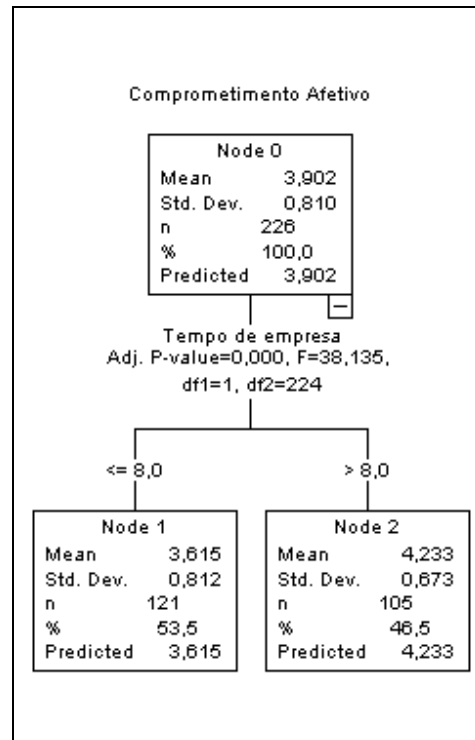 Comprometimento Afetivo
Node 0
Mean 3,902
Std. Dev. 0,810
n 226
% 100,0
Predicted 3,902
Tempo de empresa
Adj. P-value=0,000, F=38,135,
df1=1, df2=224
<= 8,0
> 8,0
Node 1
Mean 3,615
Std. Dev. 0,812
n 121
% 53,5
Predicted 3,615
Node 2
Mean 4,233
Std. Dev. 0,673
n 105
% 46,5
Predicted 4,233